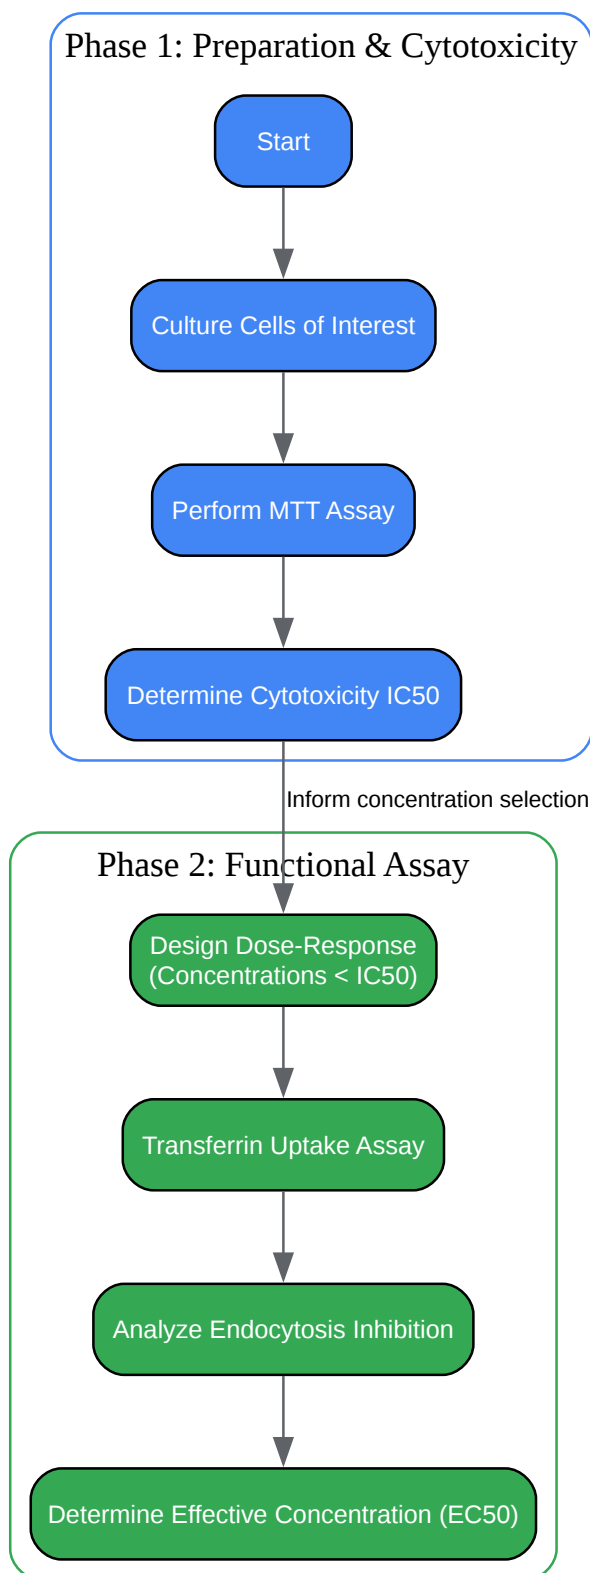 Phase 1: Preparation & Cytotoxicity
Start
Culture Cells of Interest
Perform MTT Assay
Determine Cytotoxicity IC50
Inform concentration selection
Phase 2: Functional Assay
Design Dose-Response
(Concentrations < IC50)
Transferrin Uptake Assay
Analyze Endocytosis Inhibition
Determine Effective Concentration (EC50)